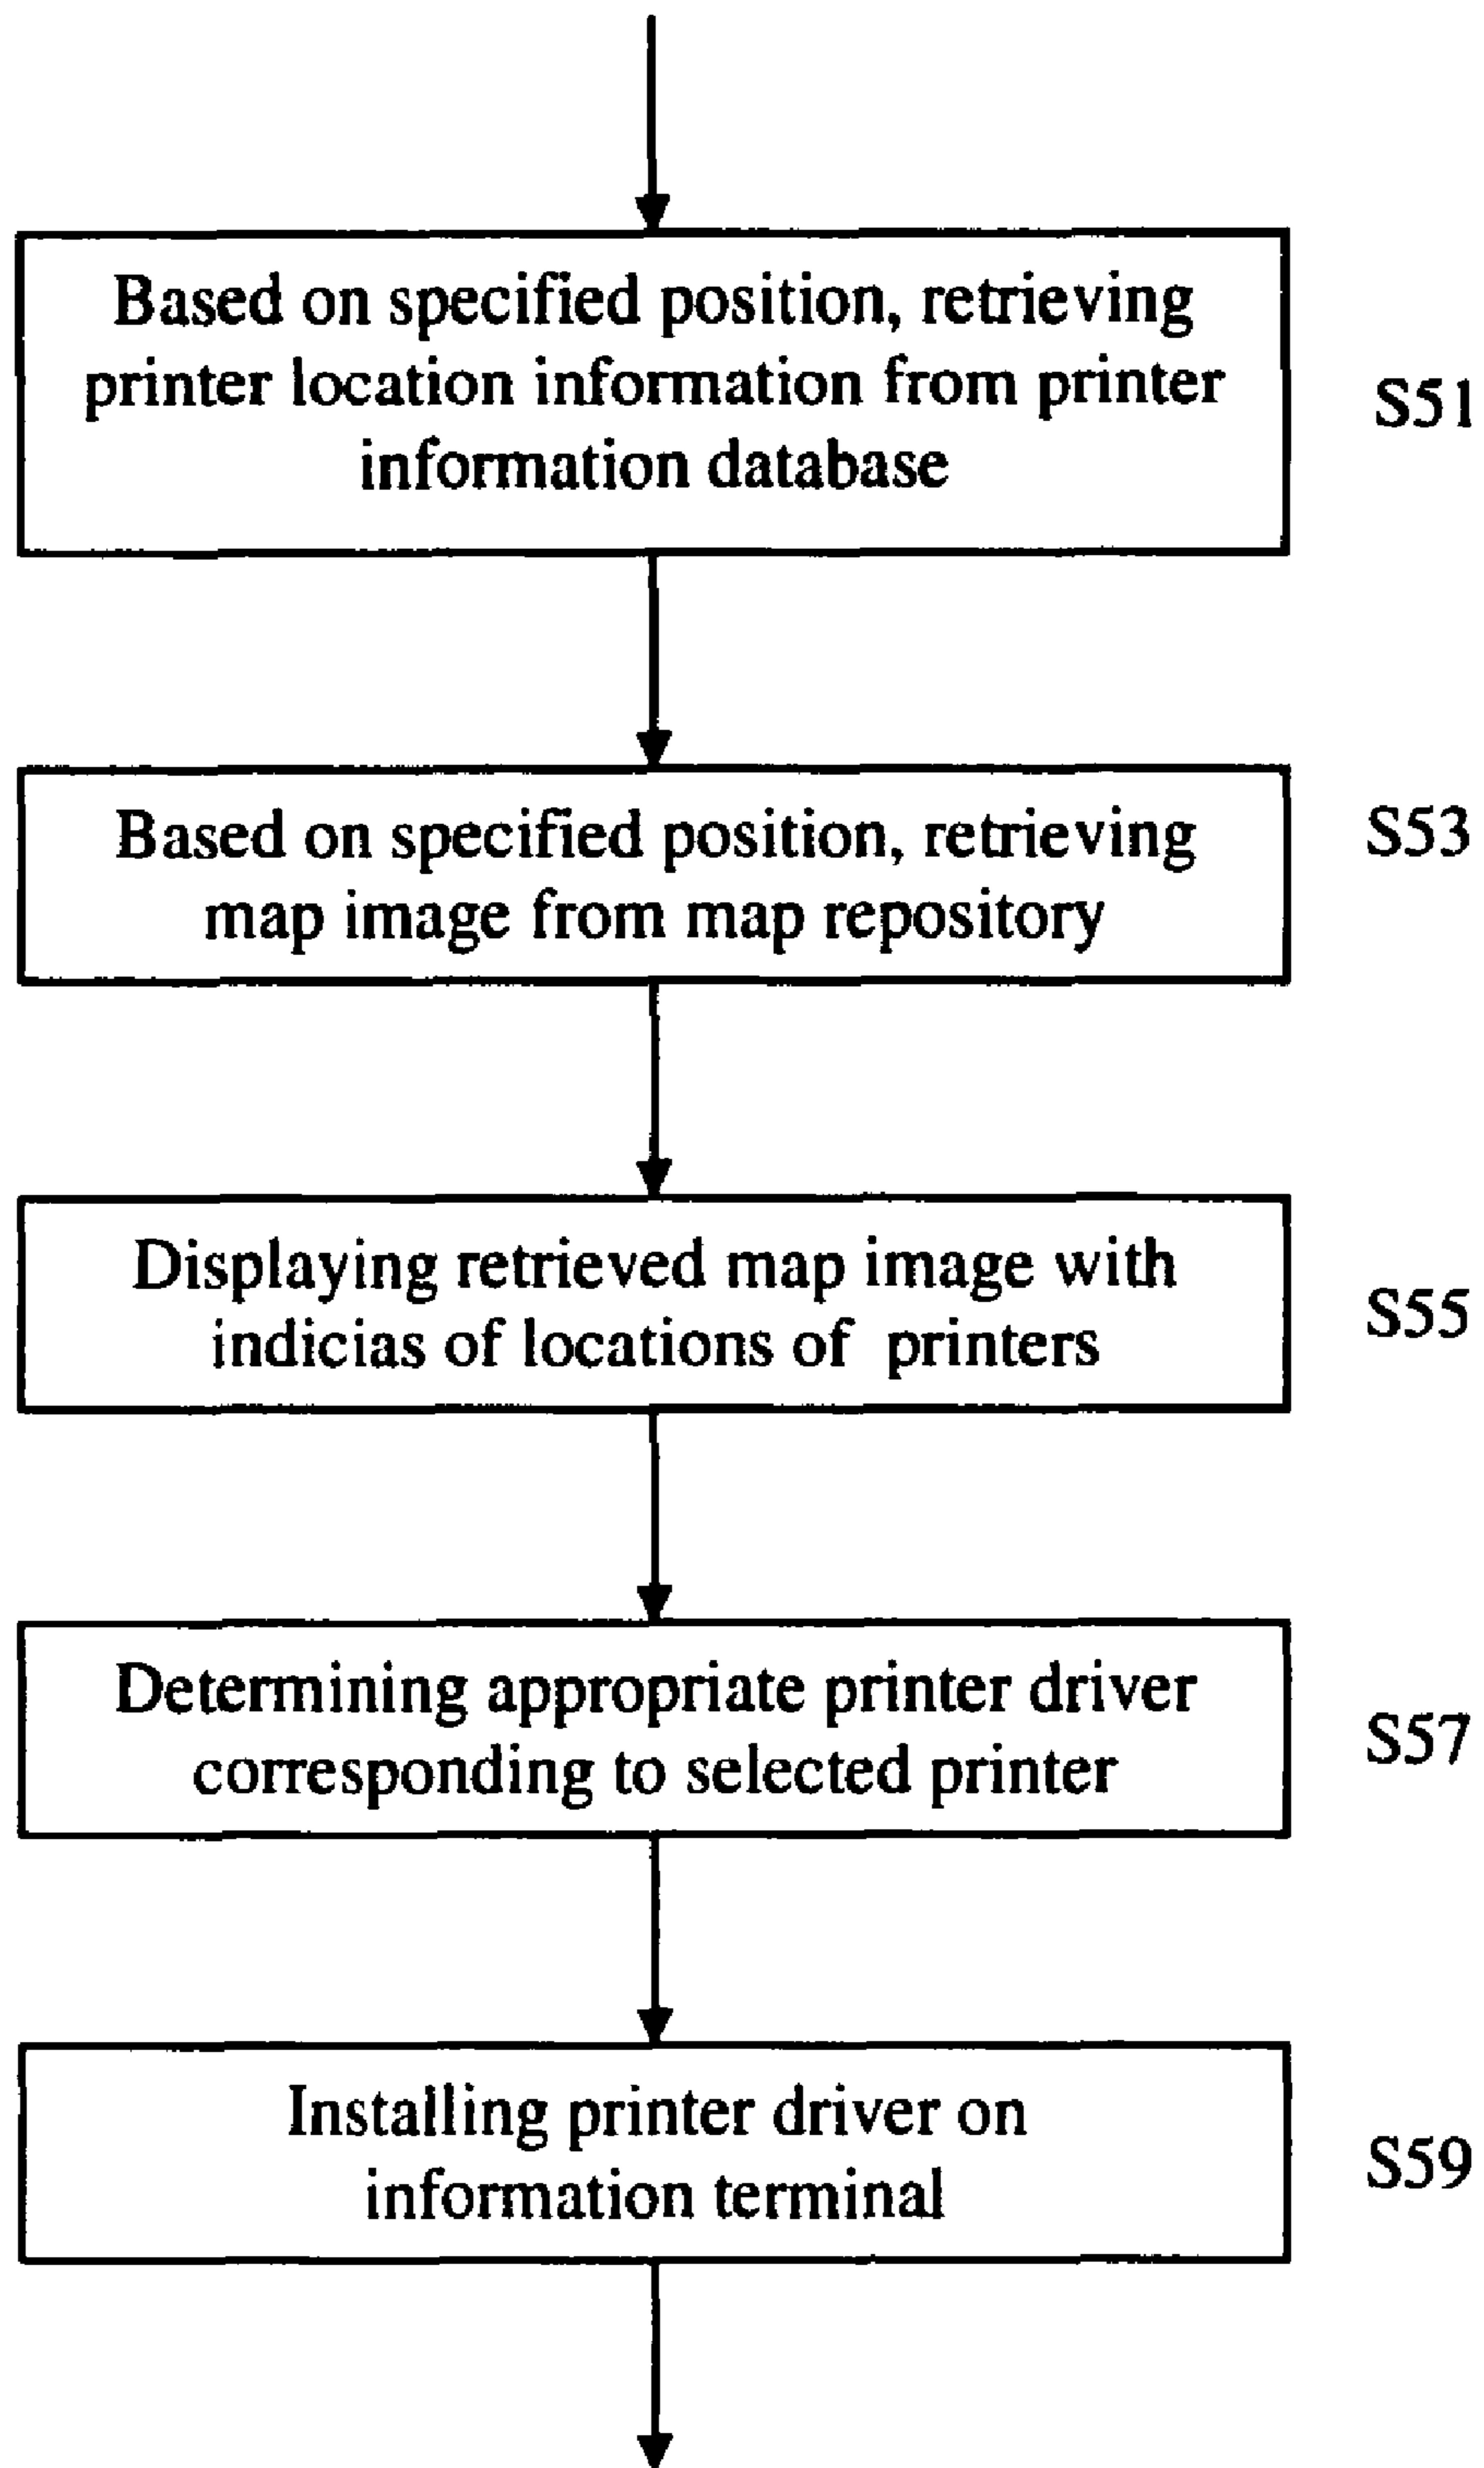 Based on specified position, retrieving
printer location information from printer
information database
S51
Based on specified position, retrieving
map image from map repository
S53
Displaying retrieved map image with
indicias of locations of printers
S55
Determining appropriate printer driver
corresponding to selected printer
S57
Installing printer driver on
information terminal
S59